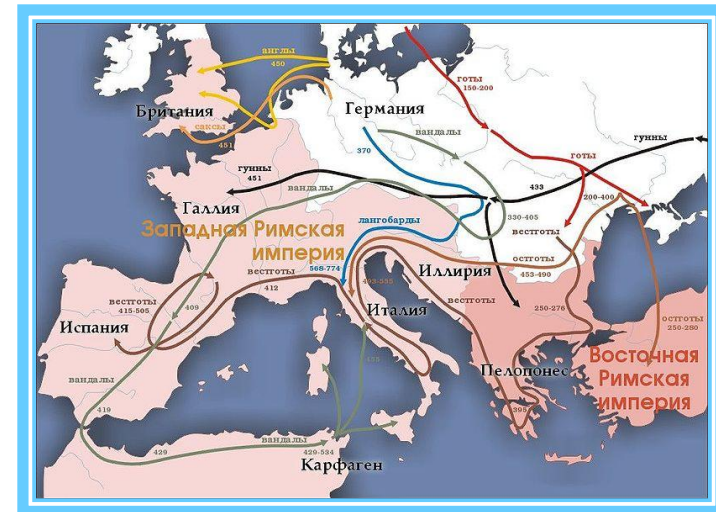 англы
450
Британия
саксы
451
Германия
готы
150-200
вандалы
370
гунны
готы
гунны
451
вандалы
433
200-400
Галлия
330-405
лангобарды
вестготы
Западная Римская
империя
568-774
остготы
453-490
Иллирия
вестготы
412
вестготы
415-505
409
вестготы
Италия
250-276
остготы
250-280
Испания
Пелопонес
Восточная
Римская
империя
вандалы
395
419
429
вандалы
429-534
Карфаген